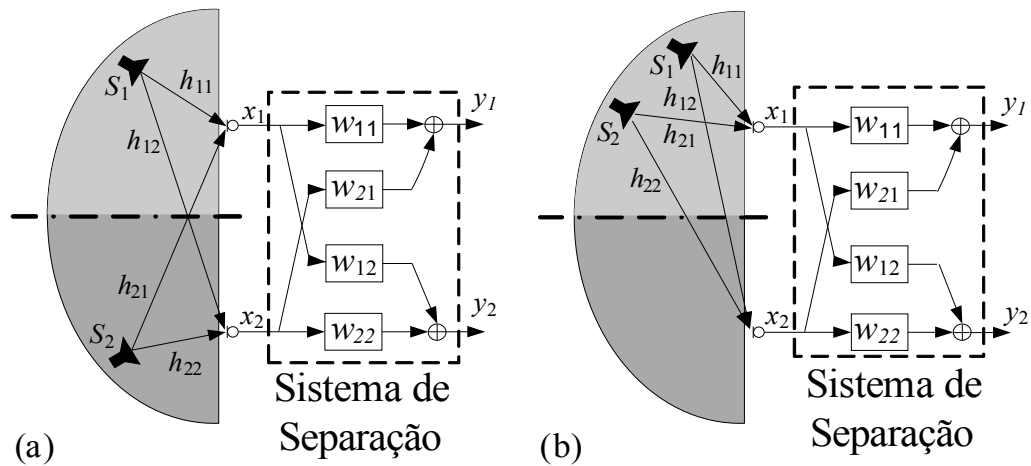 S1
h11
h12
h21
S2
h22
x1
x2
w11
w21
w12
w22
y1
y2
Sistema de
Separação
(a)
S1
h11
h12
S2
h21
h22
x1
x2
w11
w21
w12
w22
y1
y2
Sistema de
Separação
(b)